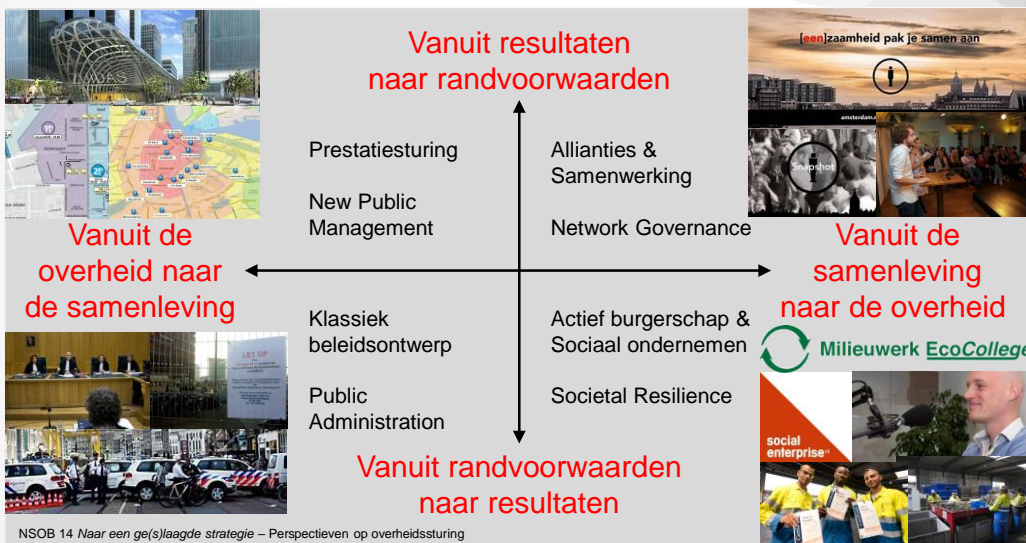 Vanuit resultaten
naar randvoorwaarden
[een]zaamheid pak je samen aan
Snapshot
Prestatiesturing
New Public
Management
Allianties &
Samenwerking
Network Governance
Vanuit de
overheid naar
de samenleving
Vanuit de
samenleving
naar de overheid
Klassiek
beleidsontwerp
Public
Administration
Actief burgerschap &
Sociaal ondernemen
Societal Resilience
LET OP
Milieuwerk EcoCollege
social
enterprise
Vanuit randvoorwaarden
naar resultaten
NSOB 14 Naar een ge(s)laagde strategie – Perspectieven op overheidssturing